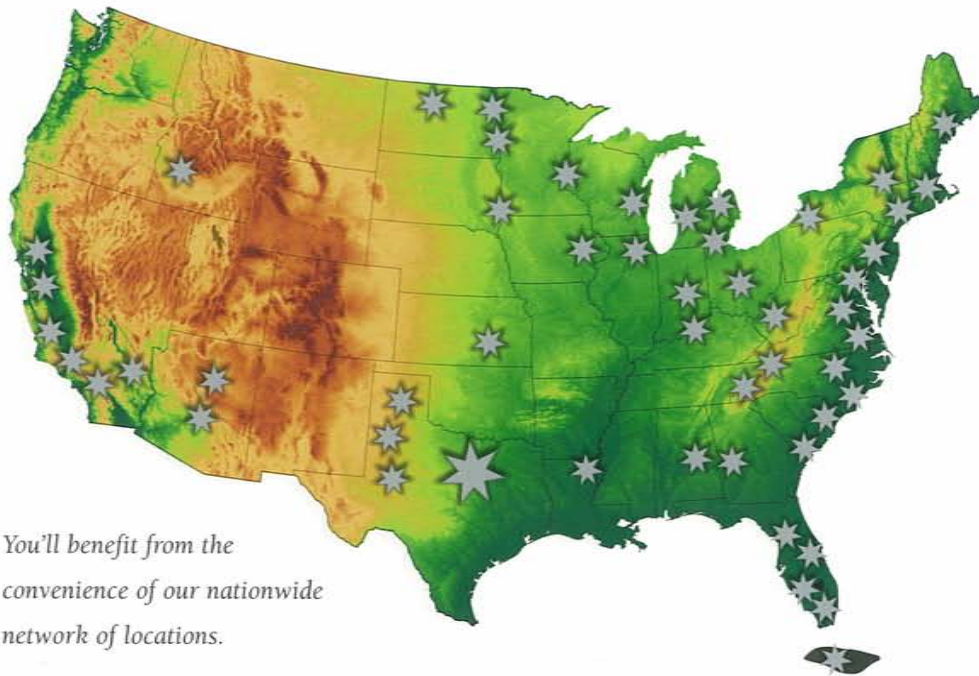 You'll benefit from the
convenience of our nationwide
network of locations.